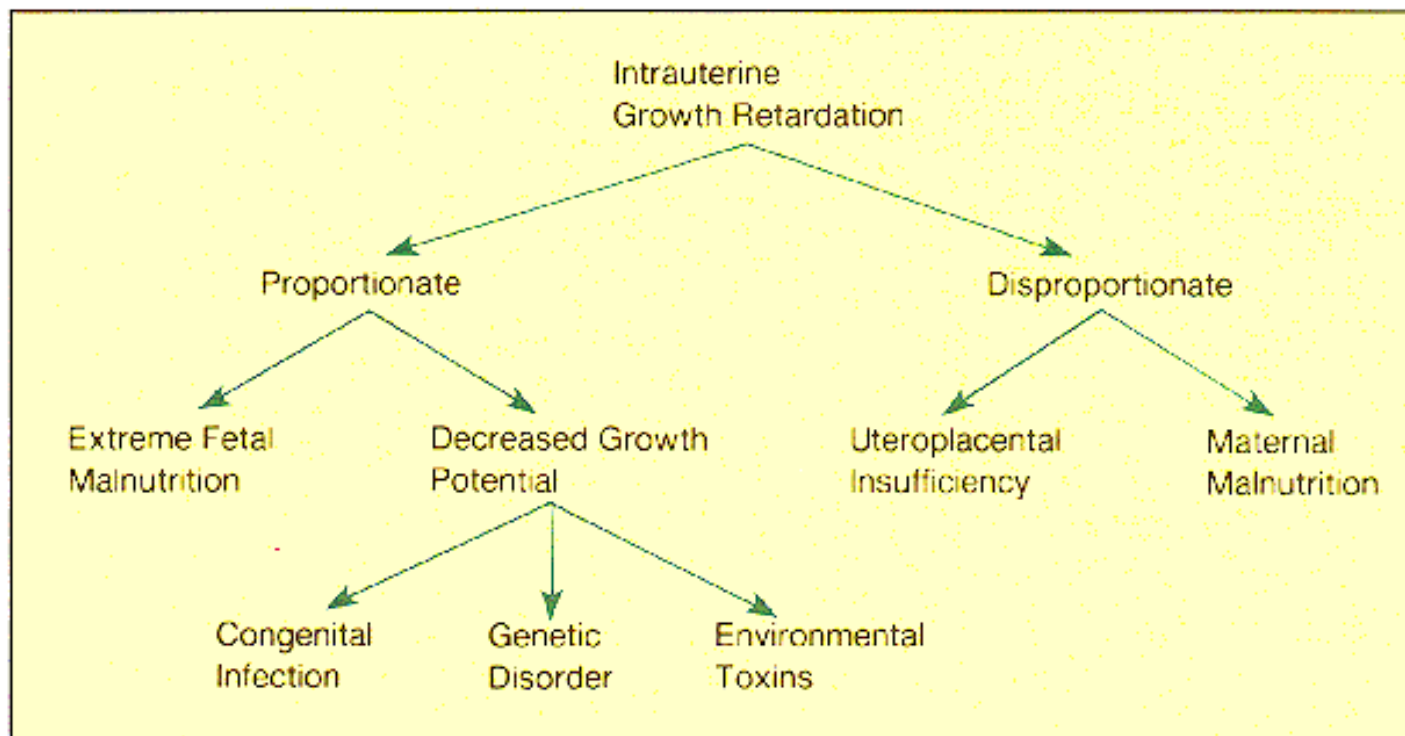 Intrauterine
Growth Retardation
Proportionate
Disproportionate
Extreme Fetal
Malnutrition
Decreased Growth
Potential
Uteroplacental
Insufficiency
Maternal
Malnutrition
Congenital
Infection
Genetic
Disorder
Environmental
Toxins